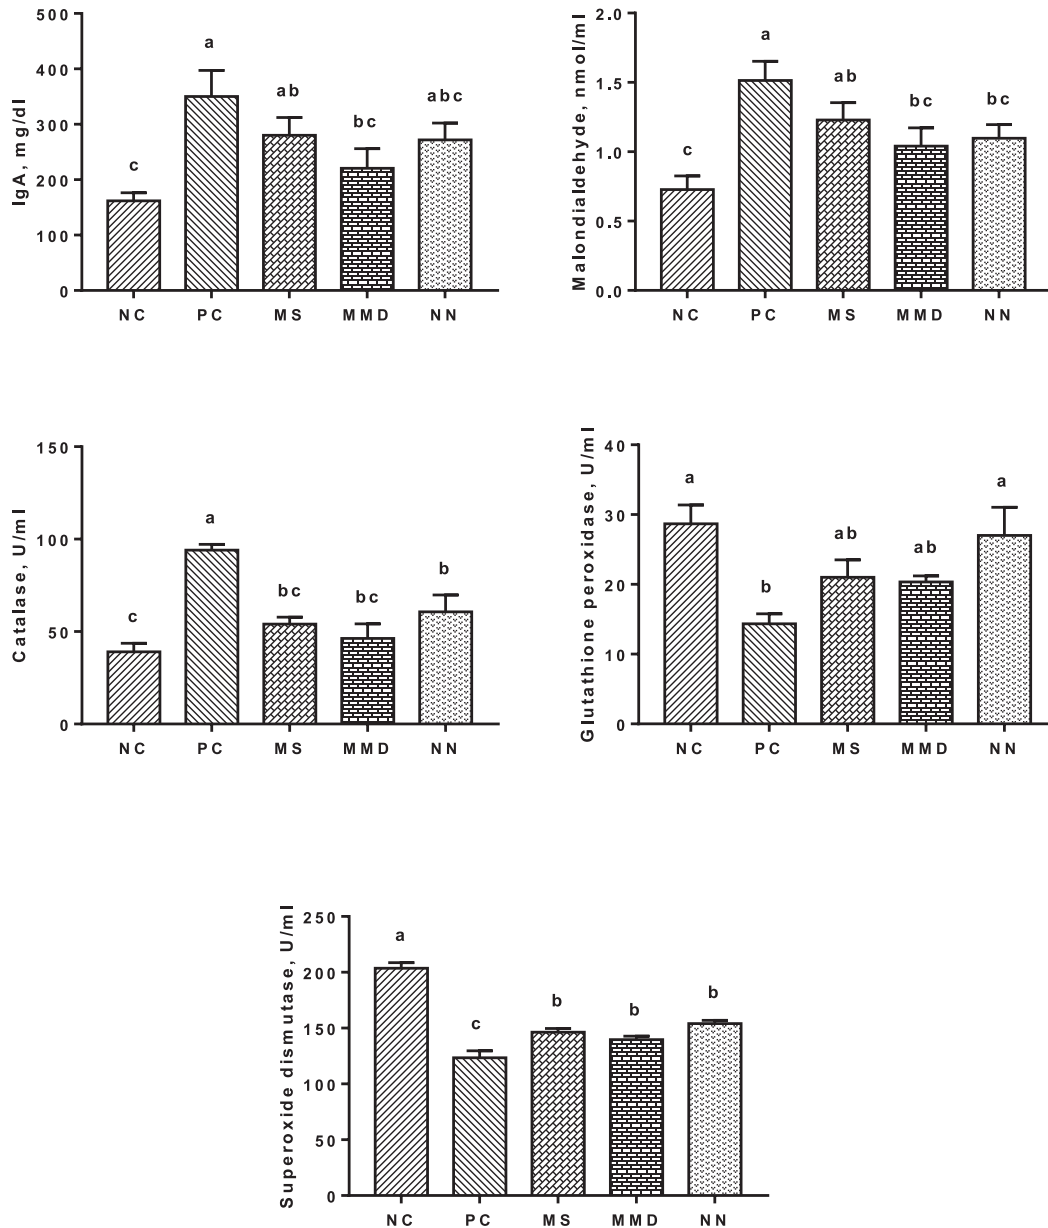 IgA, mg/dl
500
400
300
200
100
0
c
a
ab
bc
abc
NC PC MS MMD NN
Malondialdehyde, nmol/ml
2.0
1.5
1.0
0.5
0.0
c
a
ab
bc
bc
NC PC MS MMD NN
Catalase, U/ml
150
100
50
0
c
a
bc
bc
b
NC PC MS MMD NN
Glutathione peroxidase, U/ml
40
30
20
10
0
a
b
ab
ab
a
NC PC MS MMD NN
Superoxide dismutase, U/ml
250
200
150
100
50
0
a
c
b
b
b
NC PC MS MMD NN